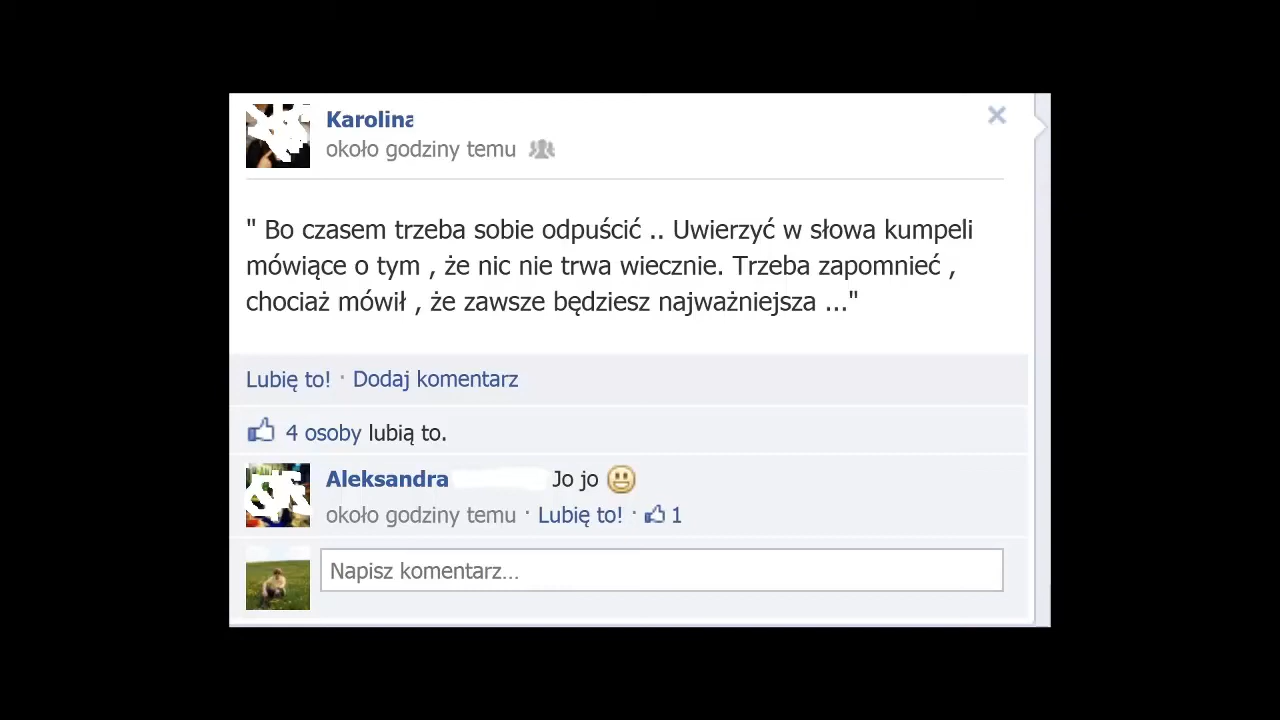 Karolina
około godziny temu
" Bo czasem trzeba sobie odpuścić .. Uwierzyć w słowa kumpeli
mówiące o tym , że nic nie trwa wiecznie. Trzeba zapomnieć ,
chociaż mówił , że zawsze będziesz najważniejsza ..."
Lubię to! · Dodaj komentarz
4 osoby lubią to.
Aleksandra Jo jo
około godziny temu · Lubię to! · 1
Napisz komentarz...